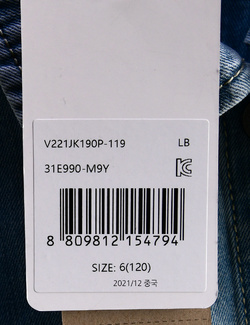 V221JK190P-119 LB
31E990-M9Y
8 809812 154794
SIZE: 6(120)
2021/12 중국